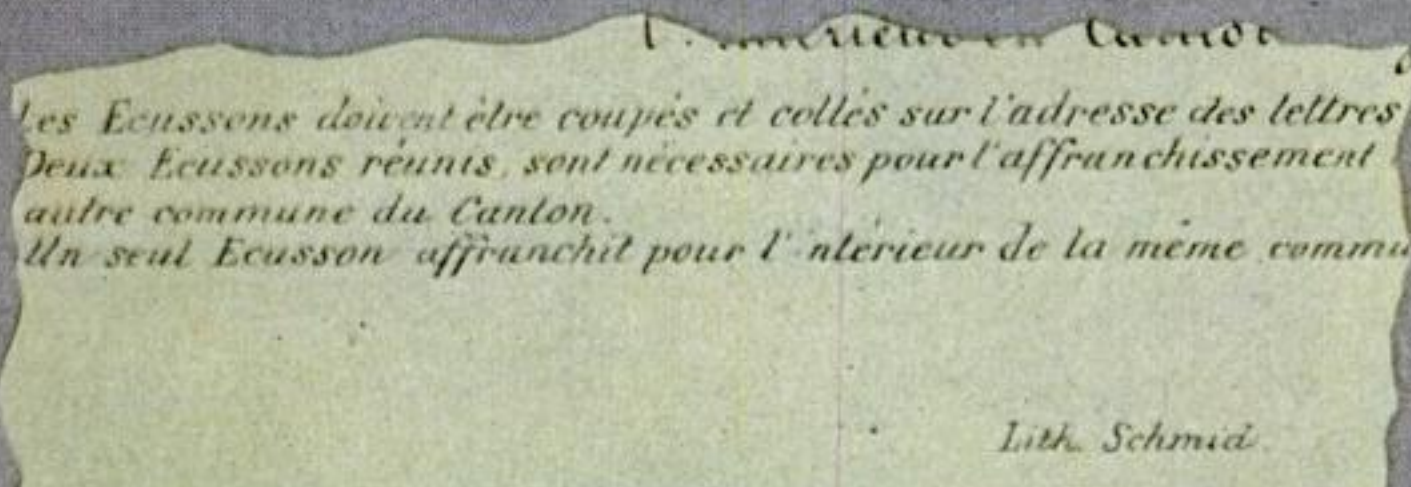 Les Ecussons doivent être coupés et collés sur l'adresse des lettres
Deux Ecussons réunis, sont nécessaires pour l'affranchissement
autre commune du Canton.
Un seul Ecusson affranchit pour l'intérieur de la même commu
Lith. Schmid